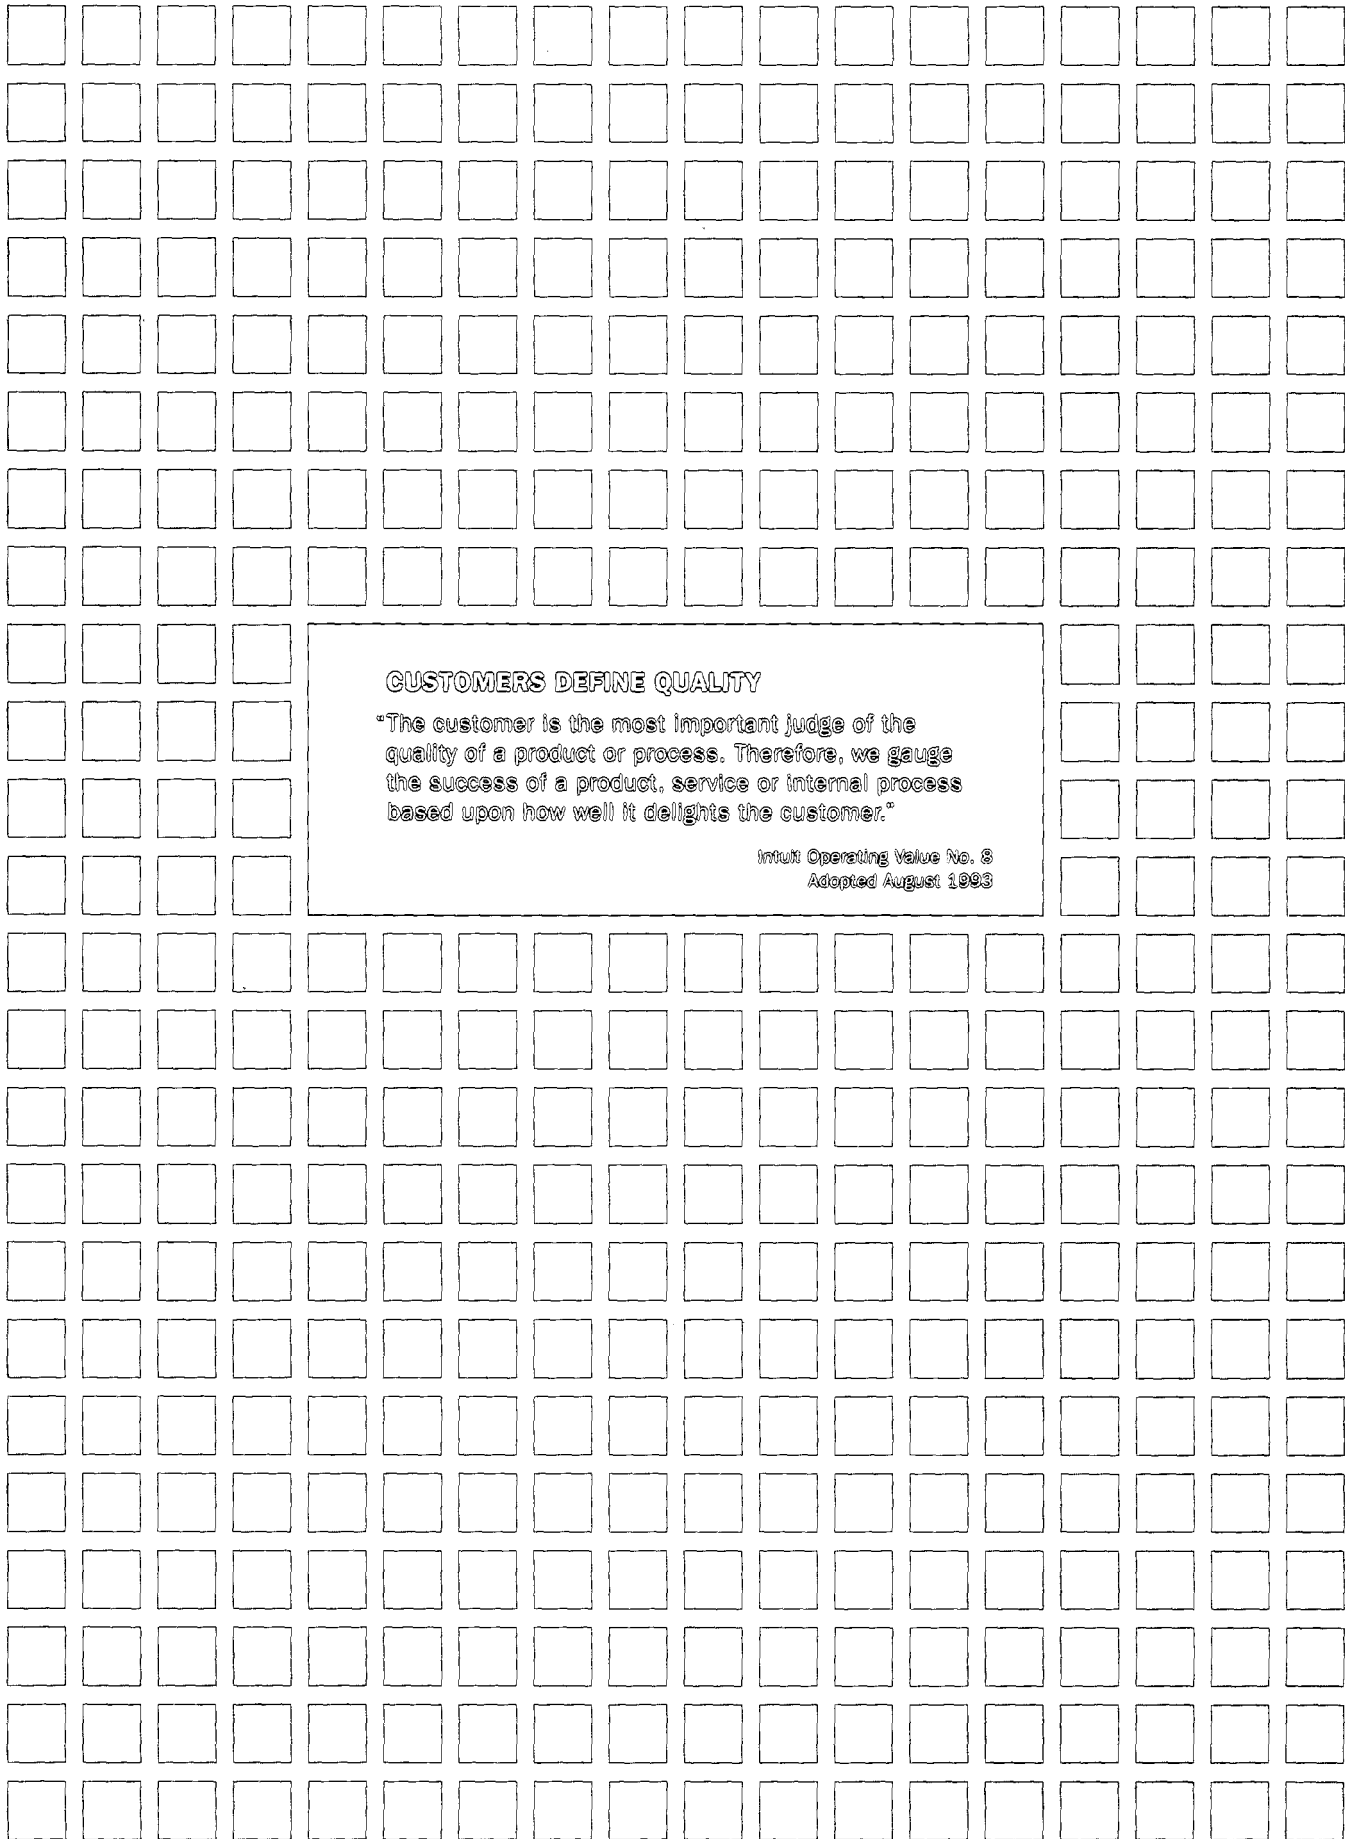 CUSTOMERS DEFINE QUALITY
“The customer is the most important judge of the
quality of a product or process. Therefore, we gauge
the success of a product, service or internal process
based upon how well it delights the customer.”
Intuit Operating Value No. 8
Adopted August 1993